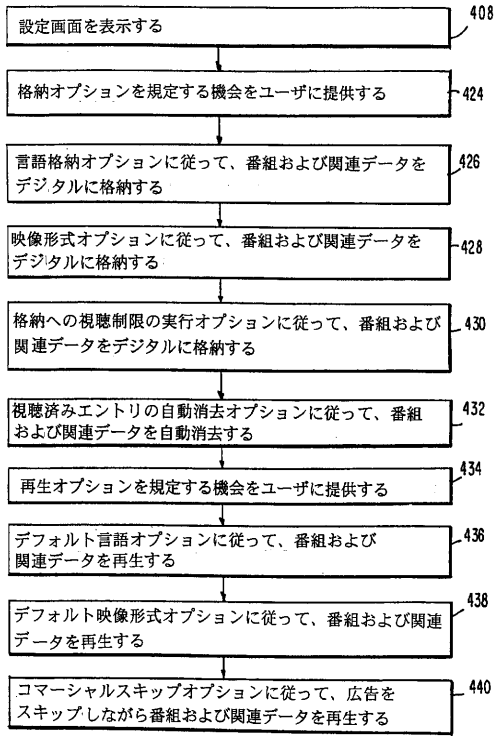 設定画面を表示する
408
格納オプションを規定する機会をユーザに提供する
424
言語格納オプションに従って、番組および関連データを
デジタルに格納する
426
映像形式オプションに従って、番組および関連データを
デジタルに格納する
428
格納への視聴制限の実行オプションに従って、番組および
関連データをデジタルに格納する
430
視聴済みエントリの自動消去オプションに従って、番組
および関連データを自動消去する
432
再生オプションを規定する機会をユーザに提供する
434
デフォルト言語オプションに従って、番組および
関連データを再生する
436
デフォルト映像形式オプションに従って、番組および関連
データを再生する
438
コマーシャルスキップオプションに従って、広告を
スキップしながら番組および関連データを再生する
440